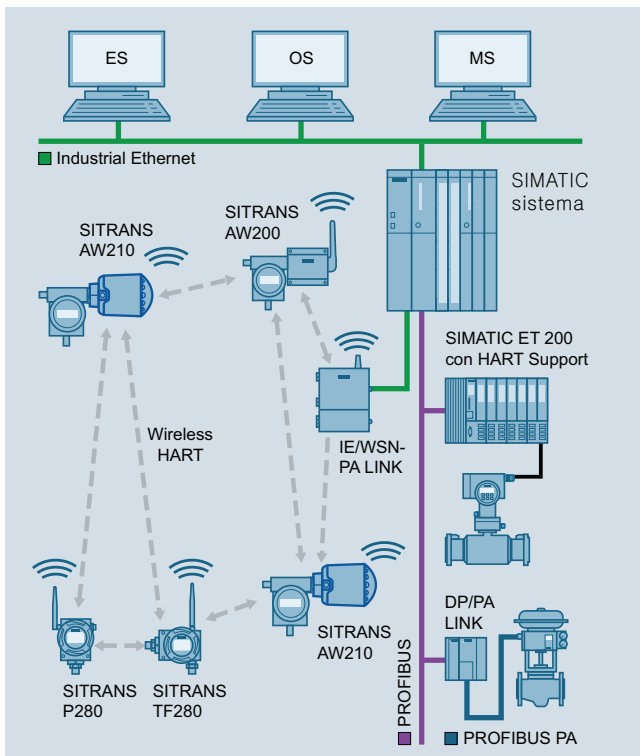 ES
OS
MS
Industrial Ethernet
SIMATIC
sistema
SITRANS
AW210
SITRANS
AW200
SIMATIC ET 200
con HART Support
Wireless
HART
IE/WSN-
PA LINK
SITRANS
AW210
DP/PA
LINK
SITRANS
P280
SITRANS
TF280
PROFIBUS
PROFIBUS PA